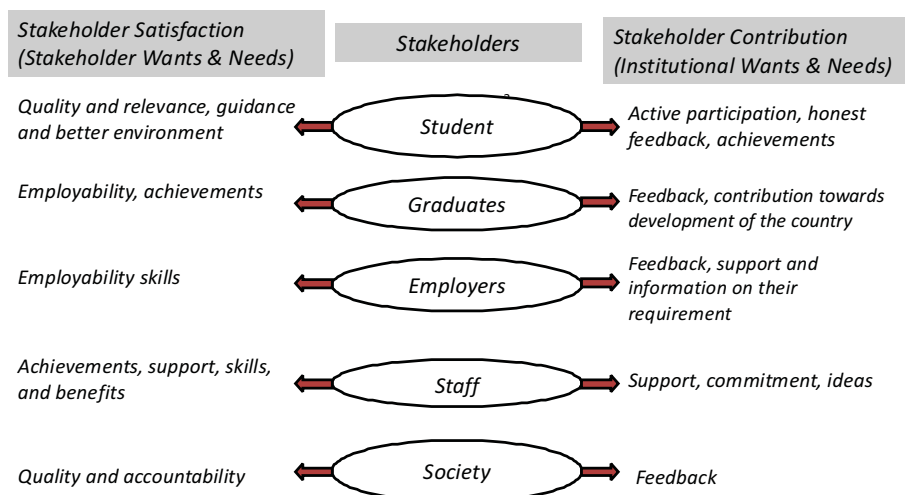 Stakeholder Satisfaction
(Stakeholder Wants & Needs)
Stakeholders
Stakeholder Contribution
(Institutional Wants & Needs)
Quality and relevance, guidance
and better environment
Student
Active participation, honest
feedback, achievements
Employability, achievements
Graduates
Feedback, contribution towards
development of the country
Employability skills
Employers
Feedback, support and
information on their
requirement
Achievements, support, skills,
and benefits
Staff
Support, commitment, ideas
Quality and accountability
Society
Feedback